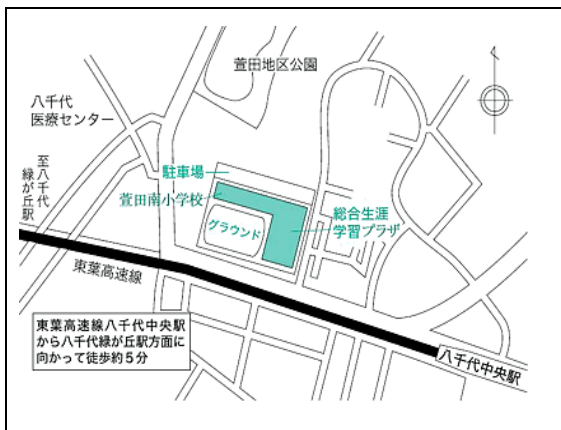 萱田地区公園
八千代
医療センター
至八千代
緑が丘駅
駐車場
萱田南小学校
グラウンド
総合生涯
学習プラザ
東葉高速線
八千代中央駅
東葉高速線八千代中央駅
から八千代緑が丘駅方面に
向かって徒歩約5分